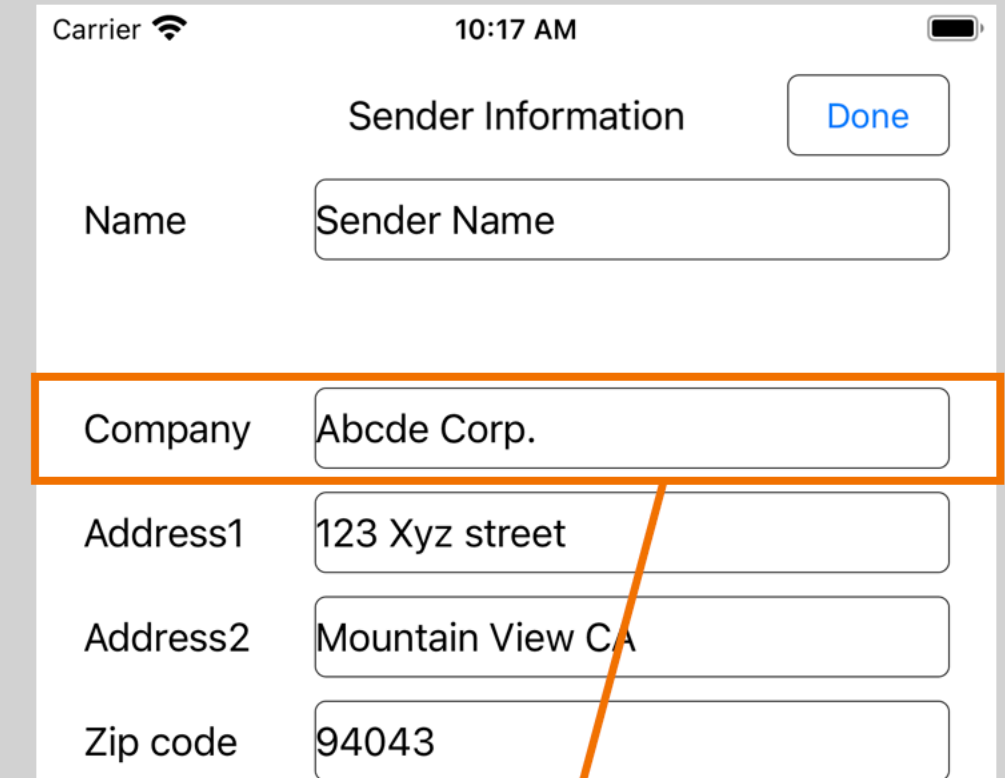 Carrier 10:17 AM
Sender Information Done
Name Sender Name
Company Abcde Corp.
Address1 123 Xyz street
Address2 Mountain View CA
Zip code 94043